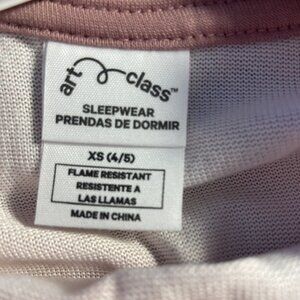 art class™
SLEEPWEAR
PRENDAS DE DORMIR
XS (4/5)
FLAME RESISTANT
RESISTENTE A
LAS LLAMAS
MADE IN CHINA